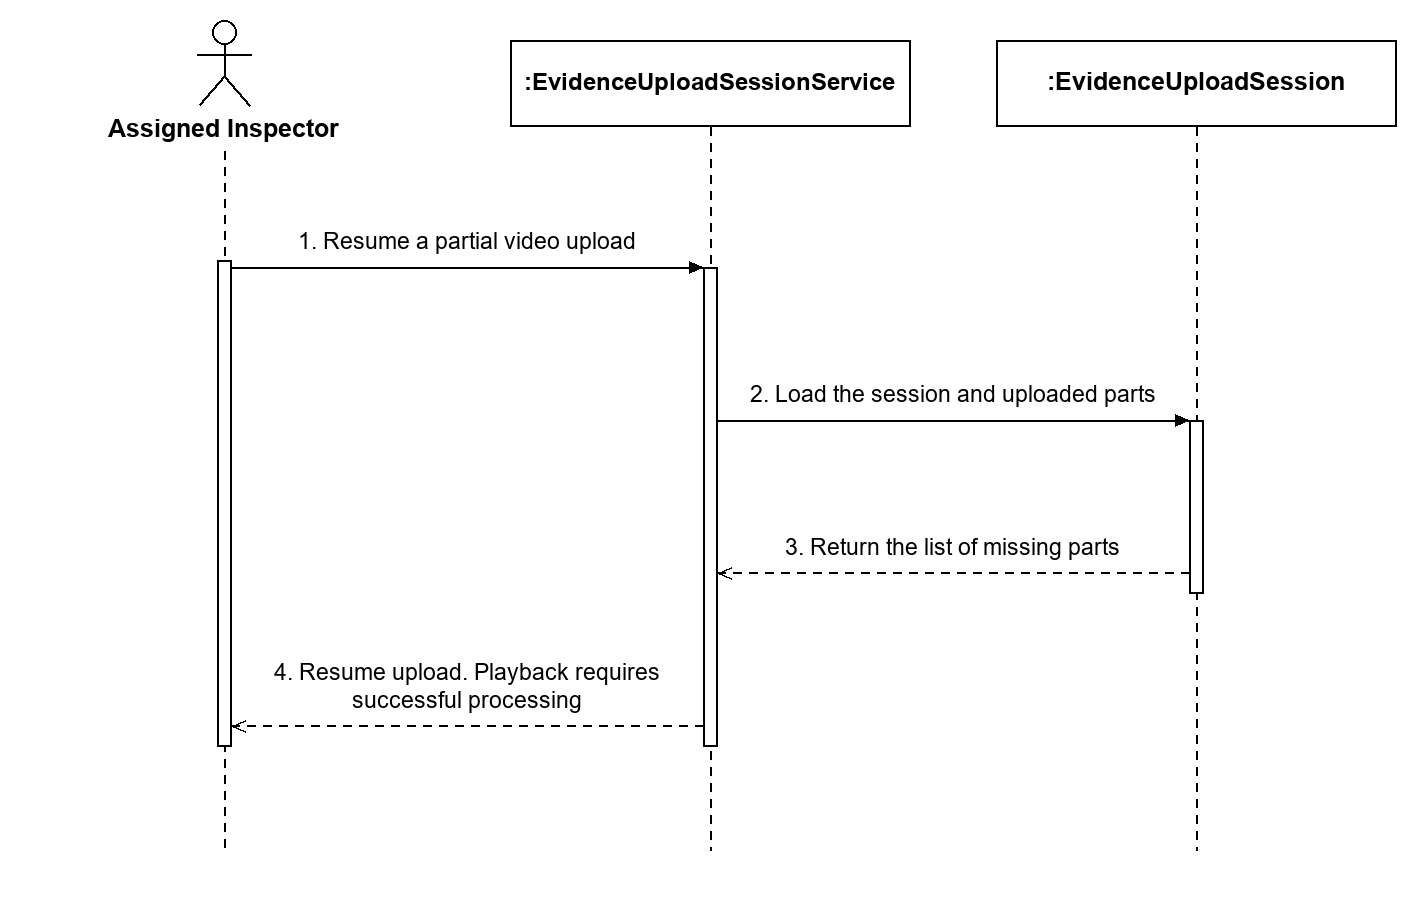 Assigned Inspector
:EvidenceUploadSessionService
:EvidenceUploadSession
1. Resume a partial video upload
2. Load the session and uploaded parts
3. Return the list of missing parts
4. Resume upload. Playback requires
successful processing